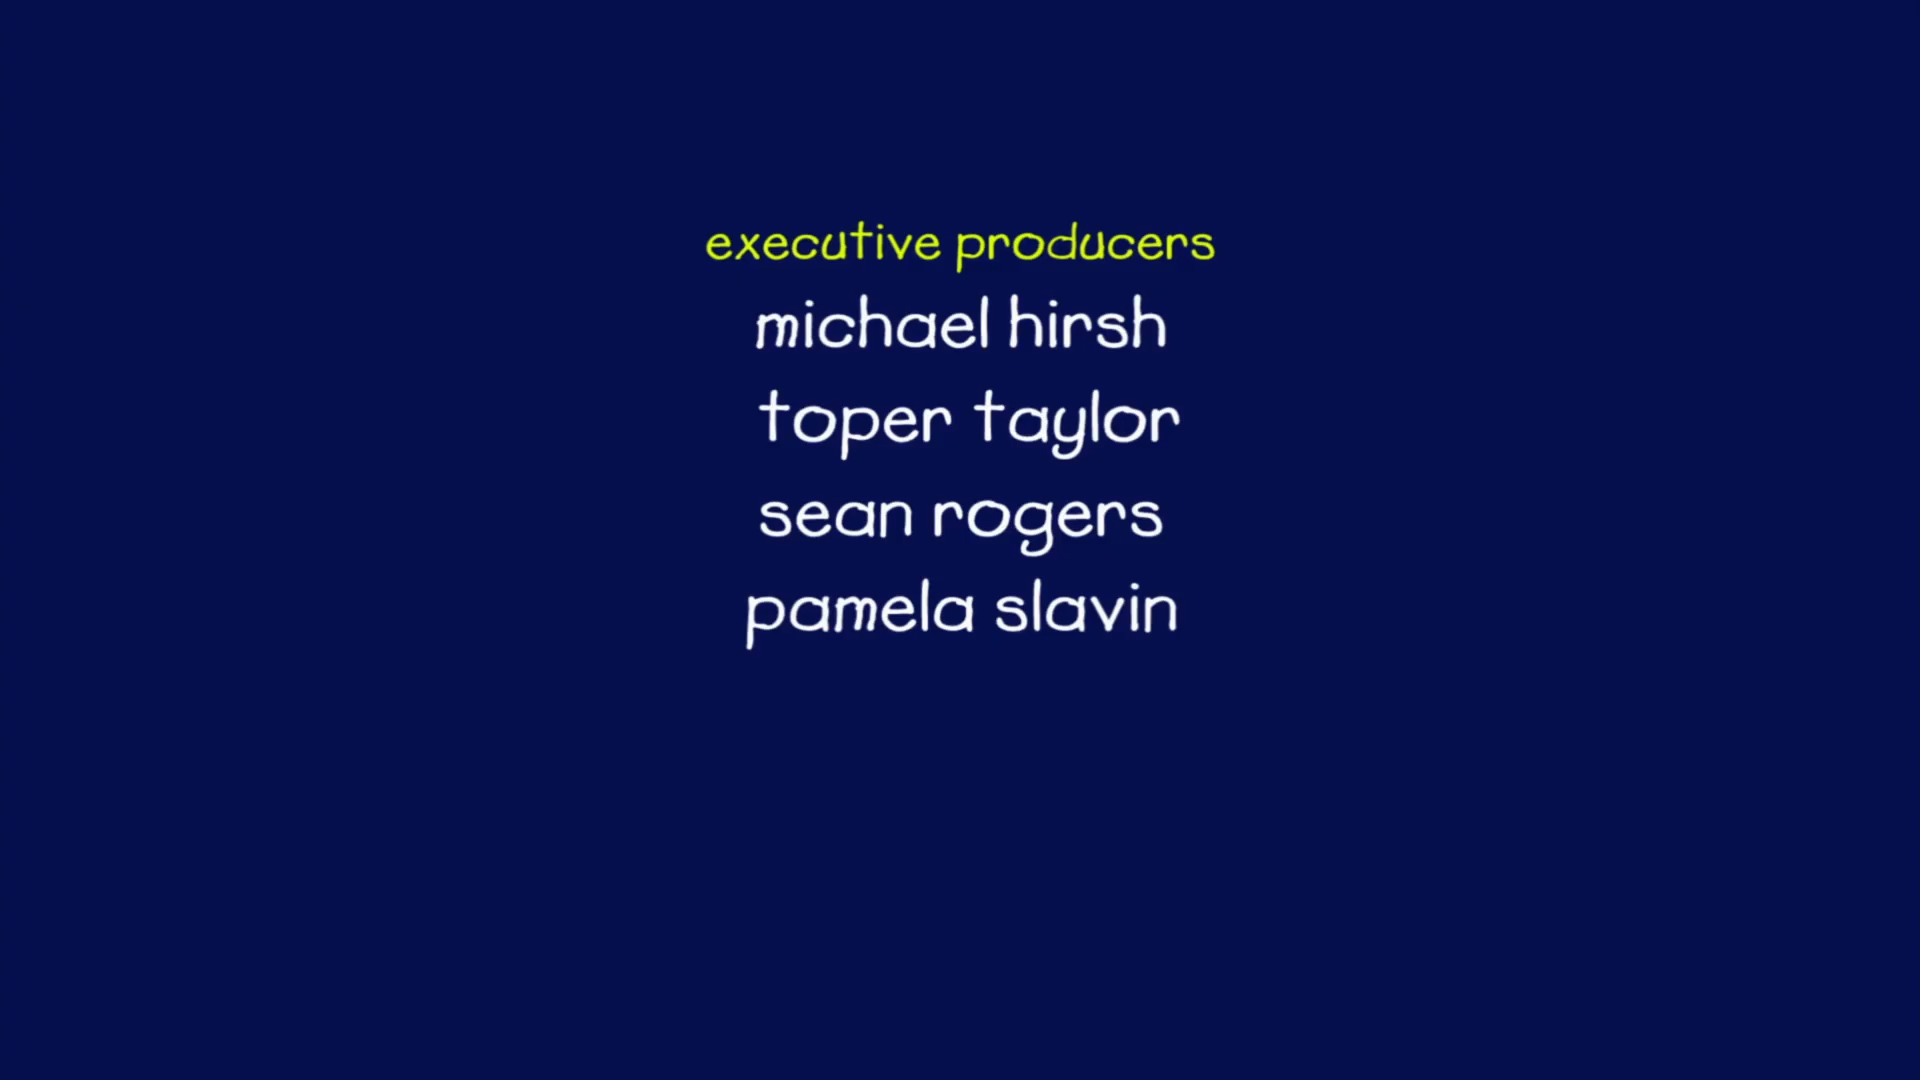 executive producers
michael hirsh
toper taylor
sean rogers
pamela slavin